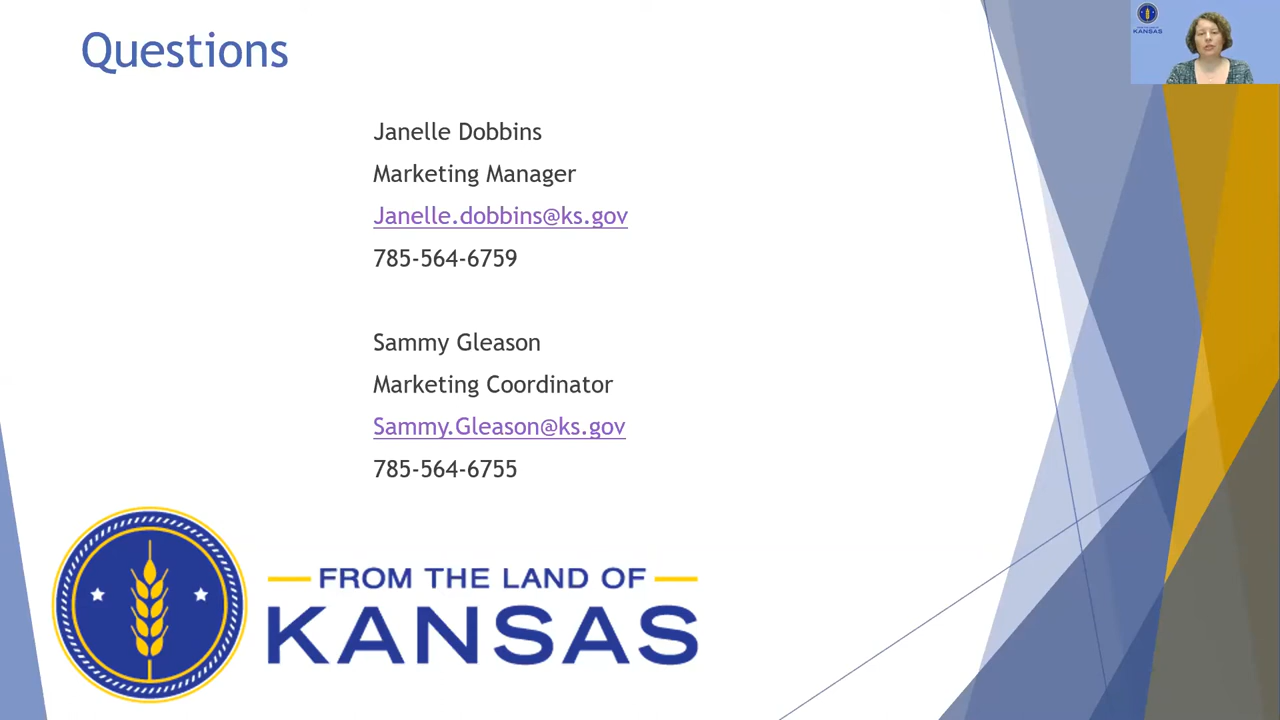 Questions
KANSAS
Janelle Dobbins
Marketing Manager
Janelle.dobbins@ks.gov
785-564-6759
Sammy Gleason
Marketing Coordinator
Sammy.Gleason@ks.gov
785-564-6755
FROM THE LAND OF
KANSAS